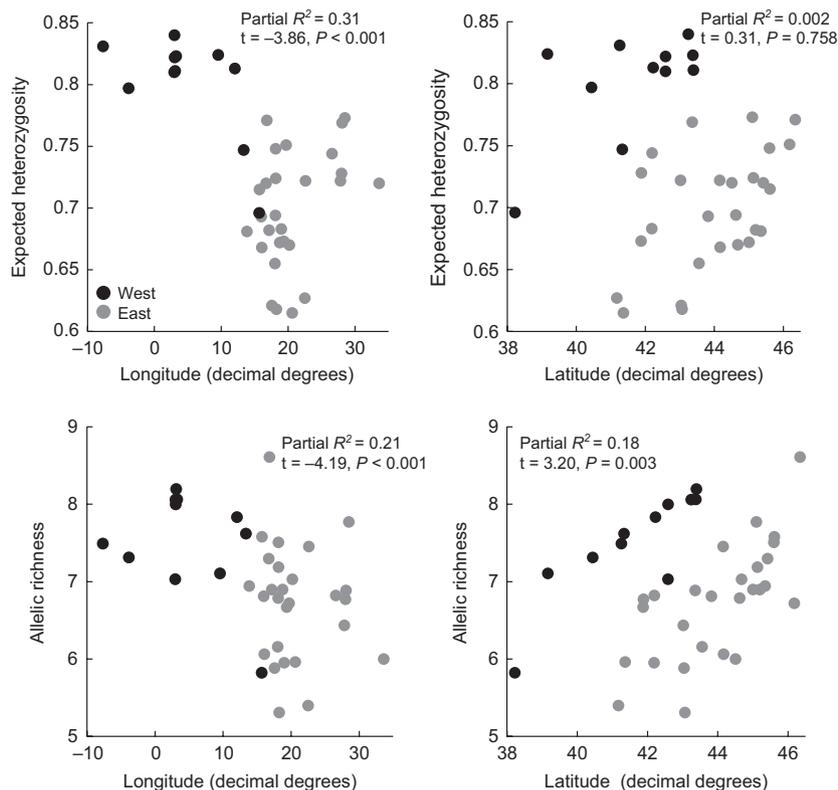 Partial R² = 0.31
t = –3.86, P < 0.001
Expected heterozygosity
0.85
0.8
0.75
0.7
0.65
0.6
West
East
–10
0
10
20
30
Longitude (decimal degrees)
Partial R² = 0.002
t = 0.31, P = 0.758
Expected heterozygosity
0.85
0.8
0.75
0.7
0.65
0.6
38
40
42
44
46
Latitude (decimal degrees)
Partial R² = 0.21
t = –4.19, P < 0.001
Allelic richness
9
8
7
6
5
–10
0
10
20
30
Longitude (decimal degrees)
Partial R² = 0.18
t = 3.20, P = 0.003
Allelic richness
9
8
7
6
5
38
40
42
44
46
Latitude (decimal degrees)